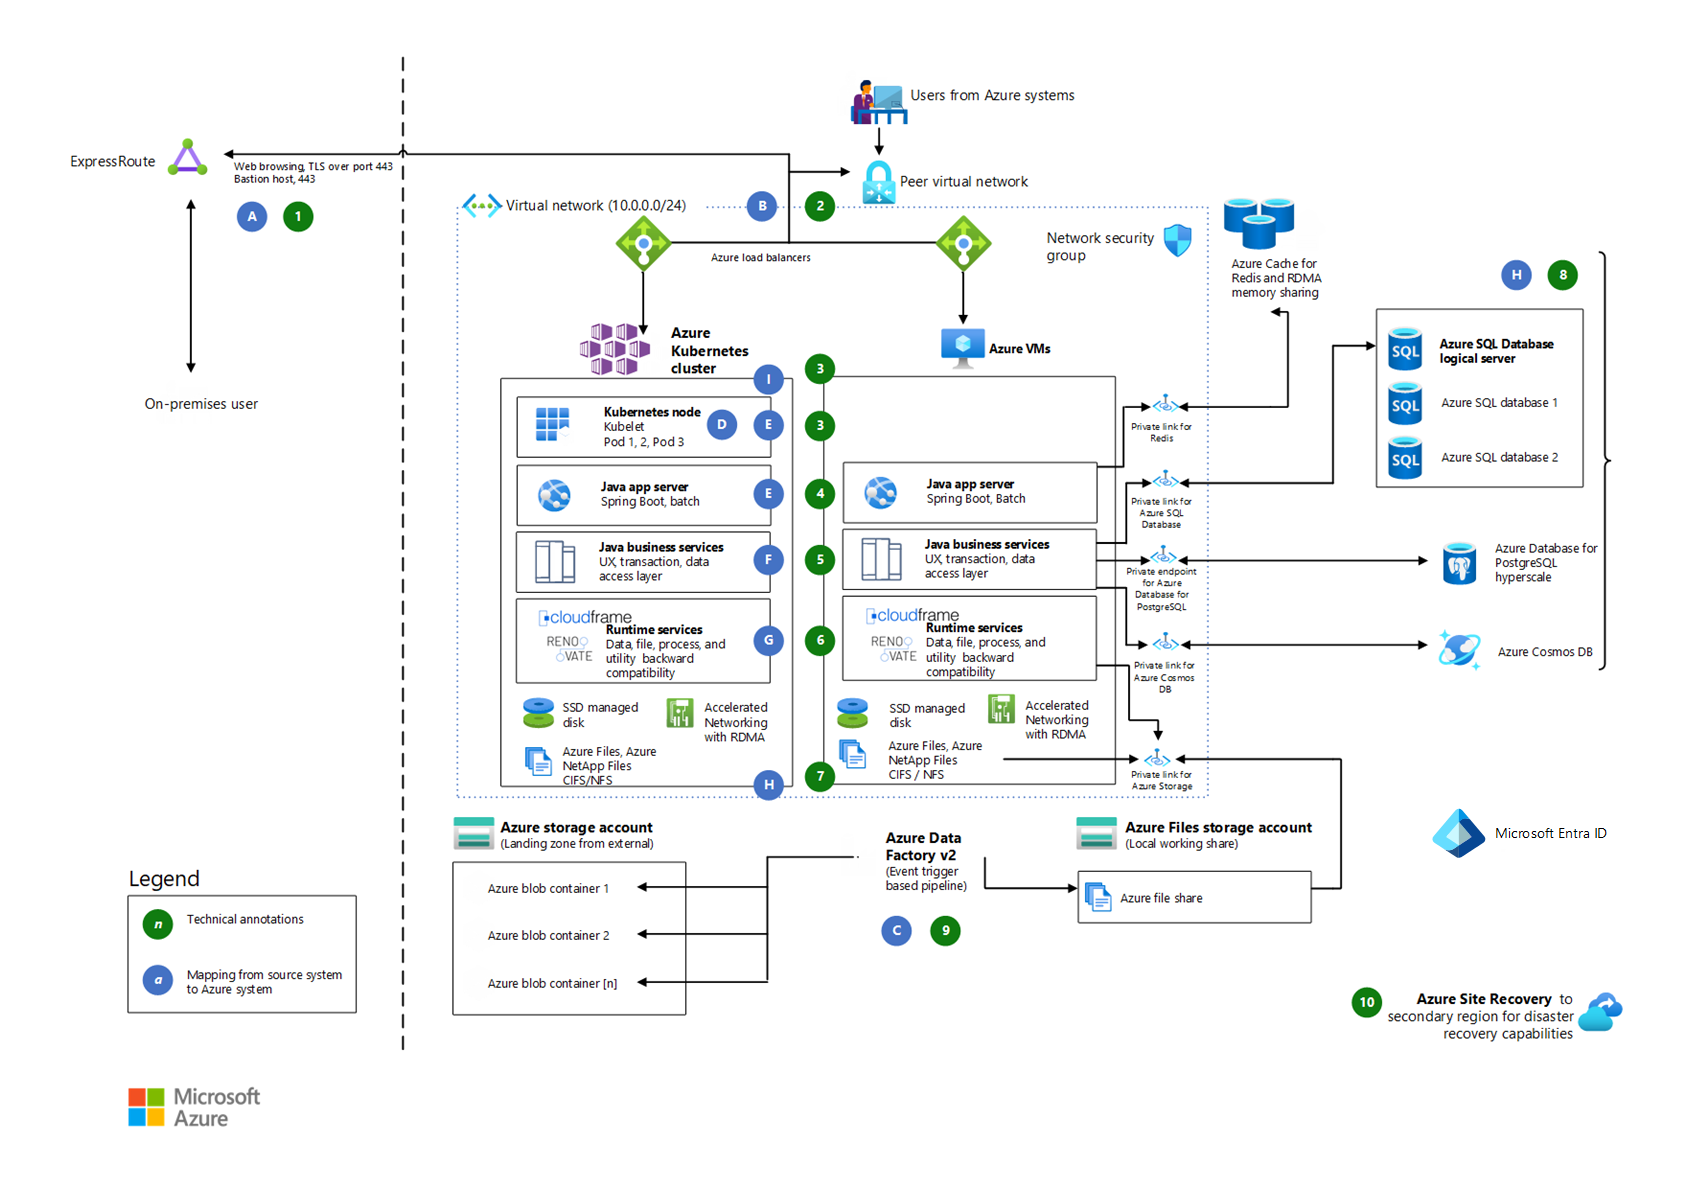 Users from Azure systems
ExpressRoute
Web browsing, TLS over port 443
Bastion host, 443
A
1
Peer virtual network
Virtual network (10.0.0.0/24)
B
2
Azure load balancers
Network security
group
Azure Cache for
Redis and RDMA
memory sharing
H
8
On-premises user
Azure
Kubernetes
cluster
Azure VMs
I
3
Kubernetes node
Kubelet
Pod 1, 2, Pod 3
D
E
3
Java app server
Spring Boot, batch
E
4
Java business services
UX, transaction, data
access layer
F
5
cloudframe
RENO
VATE
Runtime services
Data, file, process, and
utility backward
compatibility
G
6
SSD managed
disk
Accelerated
Networking
with RDMA
Azure Files, Azure
NetApp Files
CIFS/NFS
H
7
Java app server
Spring Boot, Batch
Java business services
UX, transaction, data
access layer
cloudframe
RENO
VATE
Runtime services
Data, file, process, and
utility backward
compatibility
SSD managed
disk
Accelerated
Networking
with RDMA
Azure Files, Azure
NetApp Files
CIFS / NFS
Private link for
Redis
Private link for
Azure SQL
Database
Private endpoint
for Azure
Database for
PostgreSQL
Private link for
Azure Cosmos
DB
Private link for
Azure Storage
SQL
Azure SQL Database
logical server
SQL
Azure SQL database 1
SQL
Azure SQL database 2
Azure Database for
PostgreSQL
hyperscale
Azure Cosmos DB
Azure storage account
(Landing zone from external)
Azure blob container 1
Azure blob container 2
Azure blob container [n]
Azure Data
Factory v2
(Event trigger
based pipeline)
C
9
Azure Files storage account
(Local working share)
Azure file share
Microsoft Entra ID
Legend
n
Technical annotations
a
Mapping from source system
to Azure system
10
Azure Site Recovery to
secondary region for disaster
recovery capabilities
Microsoft
Azure